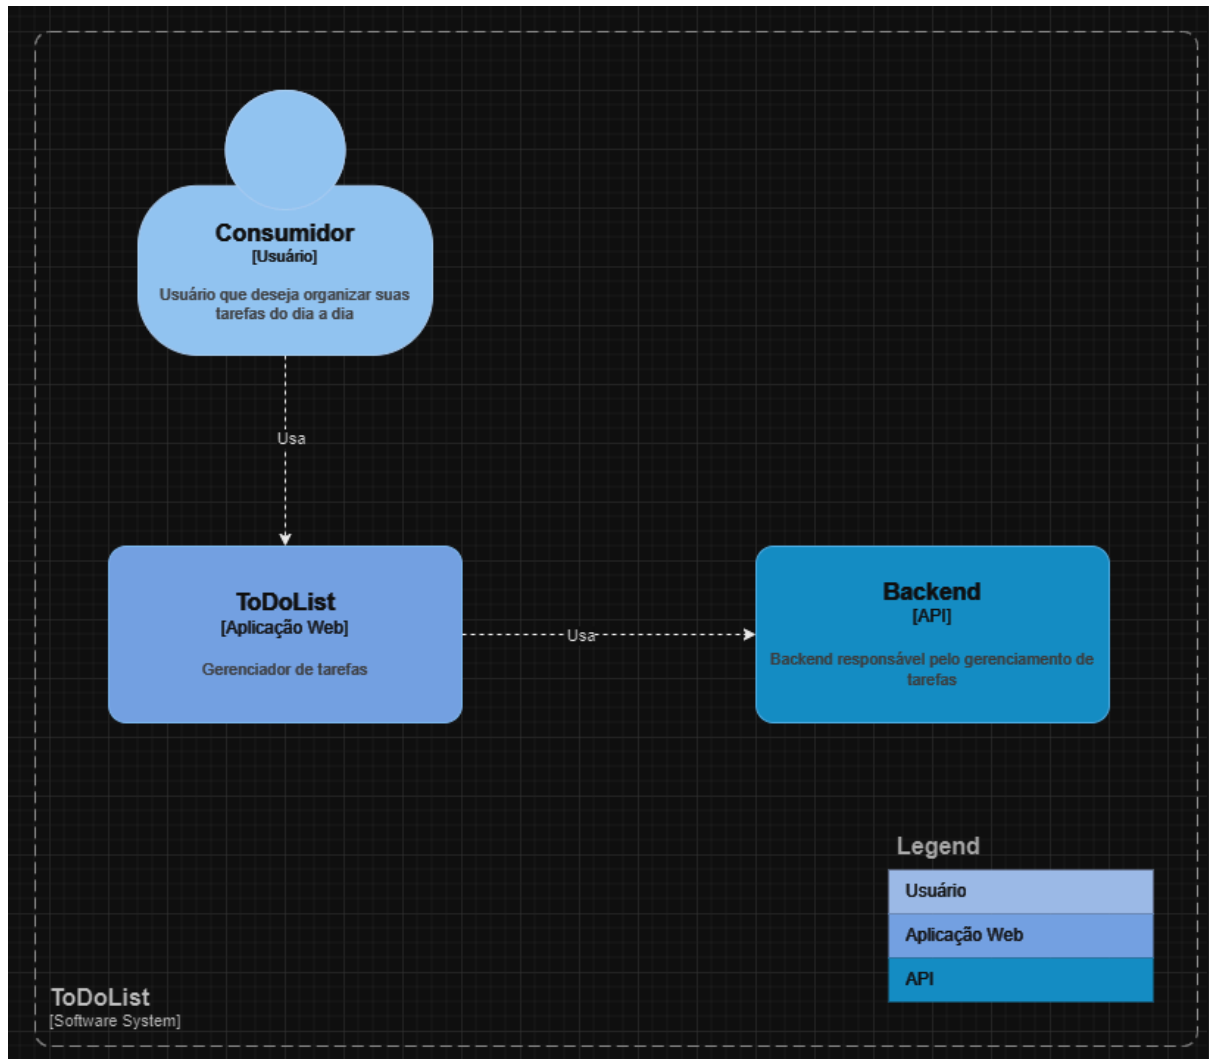 Consumidor
[Usuário]
Usuário que deseja organizar suas
tarefas do dia a dia
Usa
ToDoList
[Aplicação Web]
Gerenciador de tarefas
Usa
Backend
[API]
Backend responsável pelo gerenciamento de
tarefas
Legend
Usuário
Aplicação Web
API
ToDoList
[Software System]